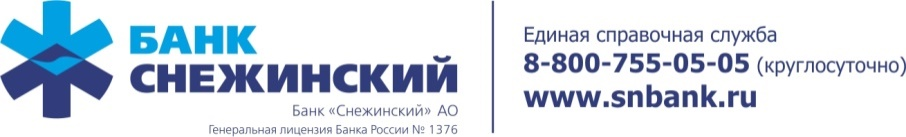 БАНК
СНЕЖИНСКИЙ
Банк «Снежинский» АО
Генеральная лицензия Банка России № 1376
Единая справочная служба
8-800-755-05-05 (круглосуточно)
www.snbank.ru